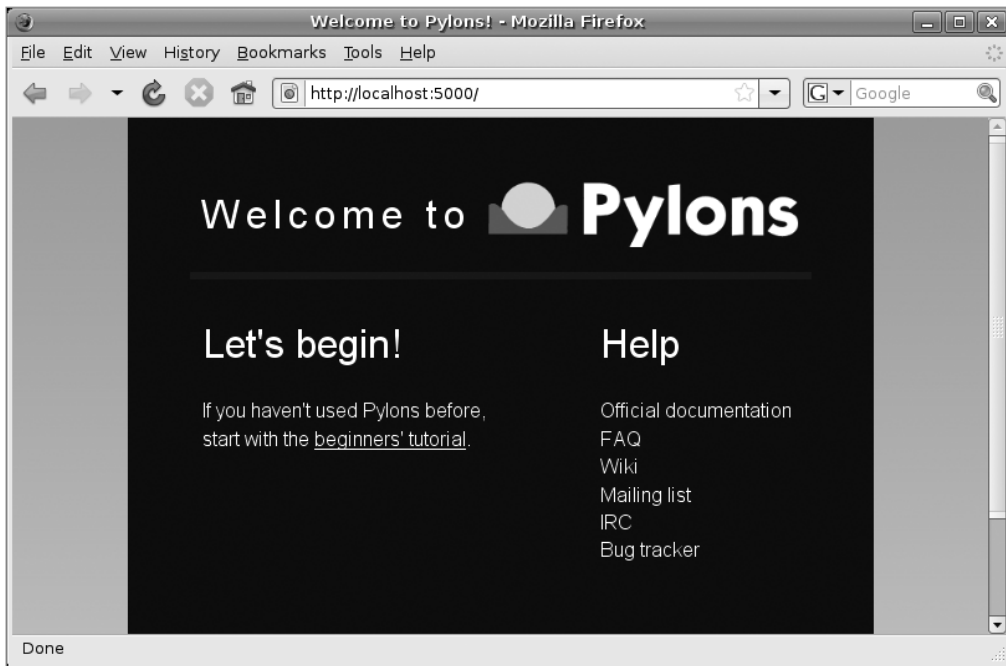 Welcome to Pylons! - Mozilla Firefox
File Edit View History Bookmarks Tools Help
http://localhost:5000/
G Google
Welcome to Pylons
Let's begin!
If you haven't used Pylons before,
start with the beginners' tutorial.
Help
Official documentation
FAQ
Wiki
Mailing list
IRC
Bug tracker
Done